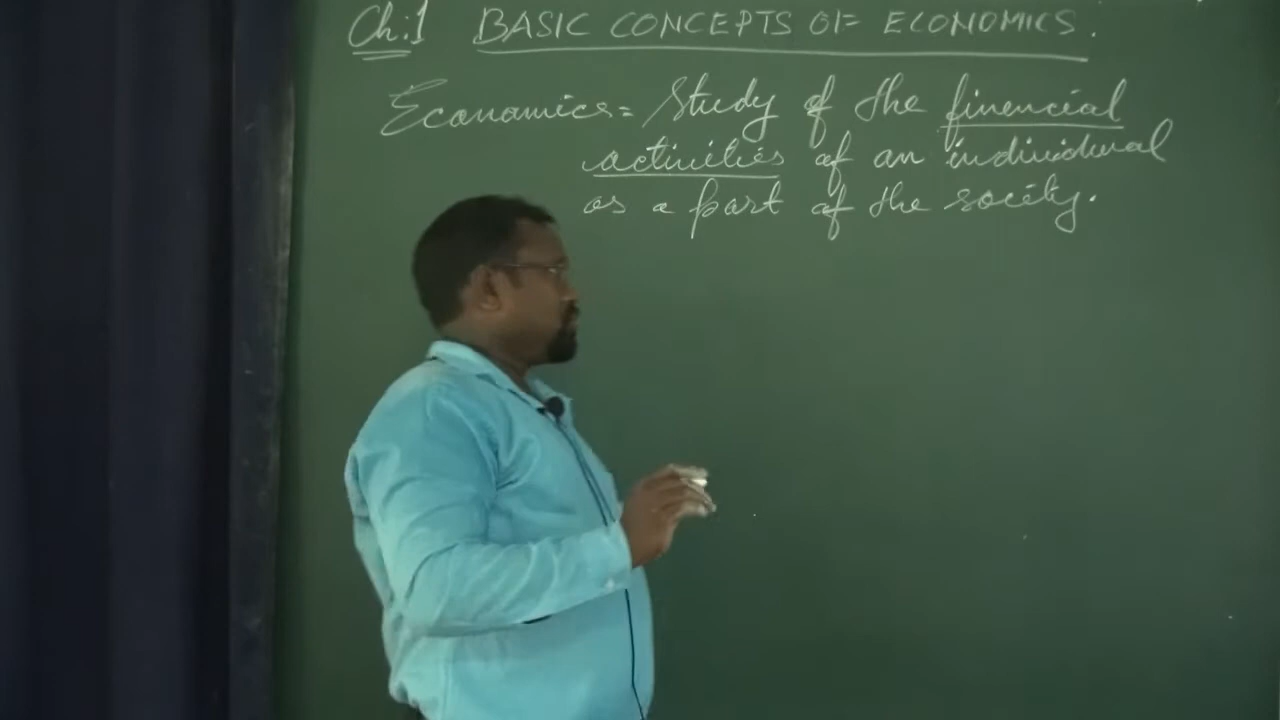 Ch:1 BASIC CONCEPTS OF ECONOMICS.
Economics = Study of the financial
activities of an individual
as a part of the society.